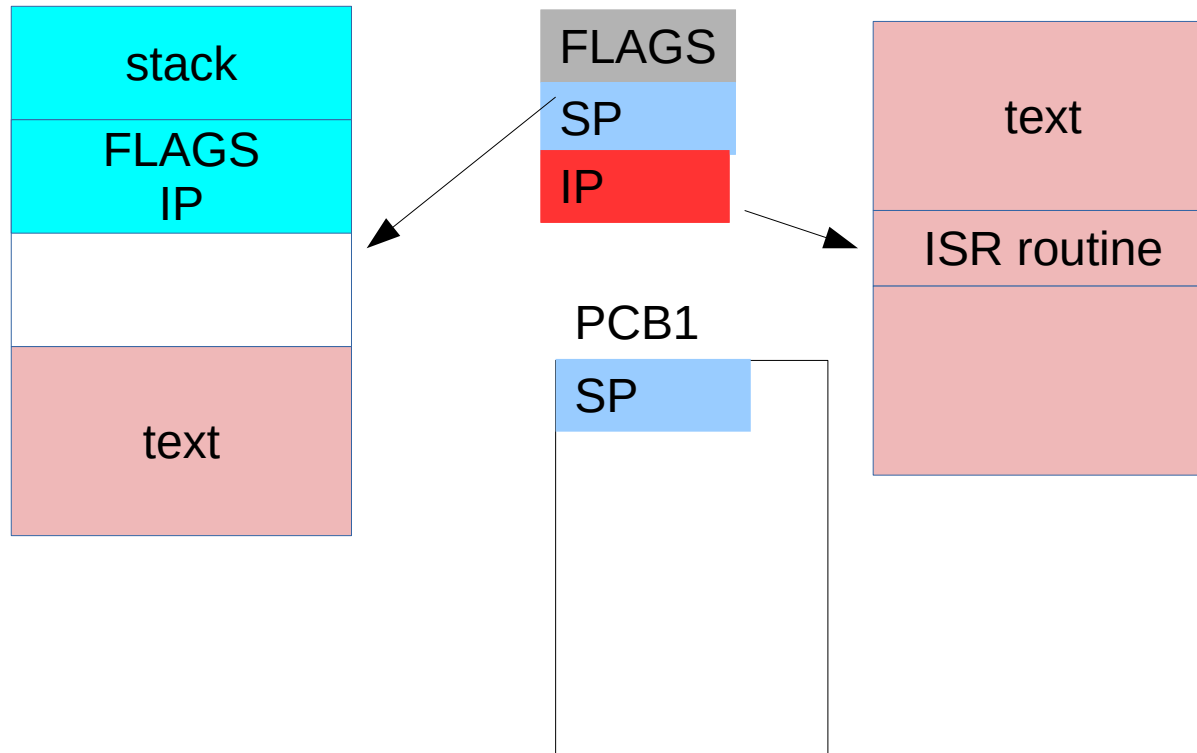 stack
FLAGS
IP
text
FLAGS
SP
IP
PCB1
SP
text
ISR routine